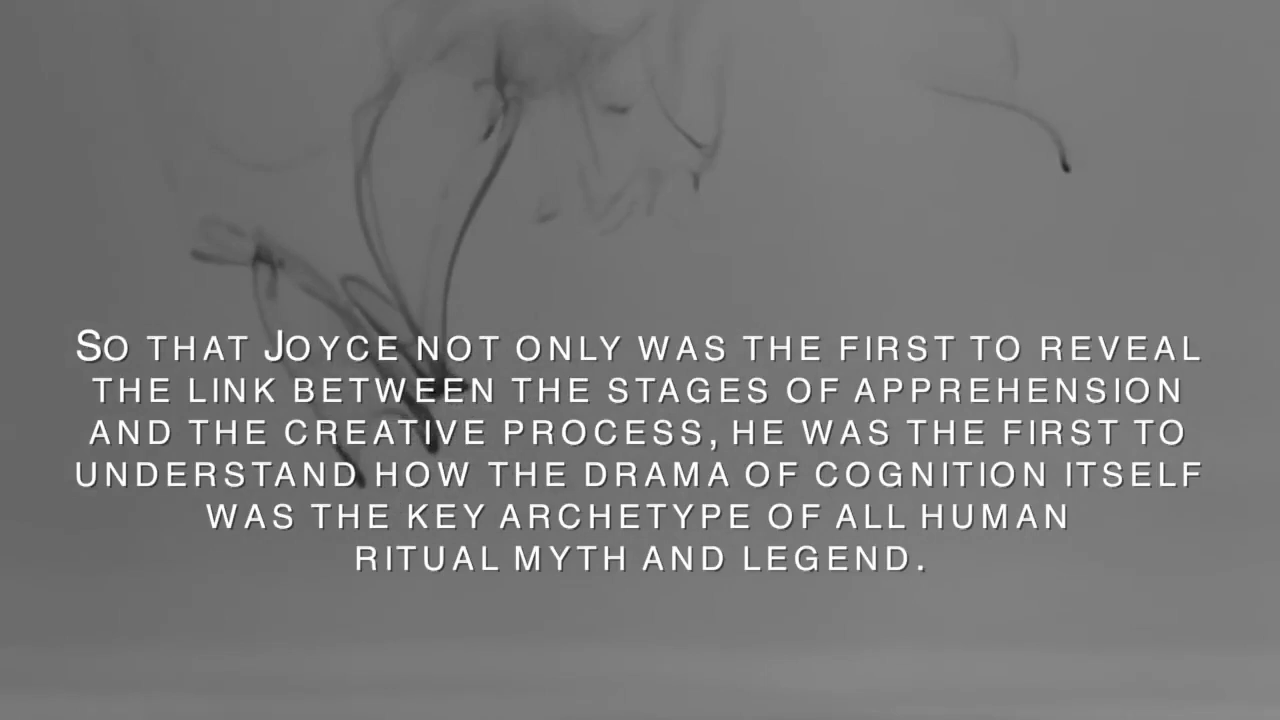 So that Joyce not only was the first to reveal
the link between the stages of apprehension
and the creative process, he was the first to
understand how the drama of cognition itself
was the key archetype of all human
ritual myth and legend.